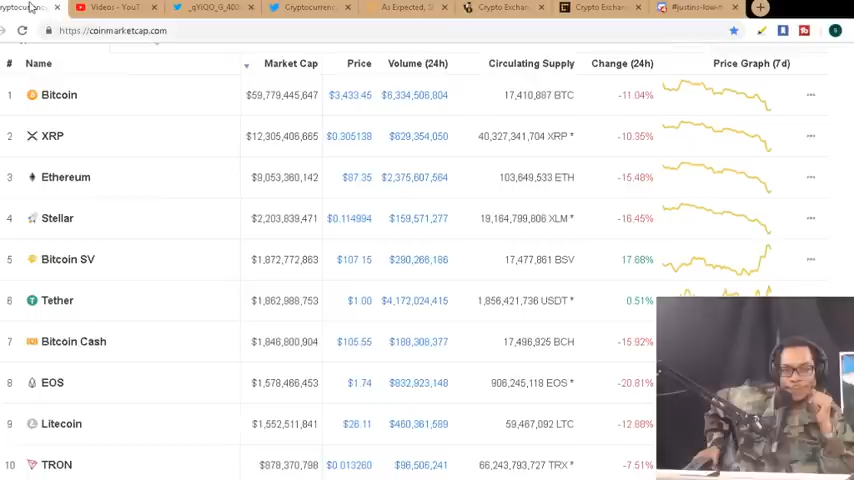 Videos - YouT
_qYIQO_G_400
Cryptocurrenc
As Expected, S
Crypto Exchan
Crypto Exchan
#justins-low-r
https://coinmarketcap.com
# Name Market Cap Price Volume (24h) Circulating Supply Change (24h) Price Graph (7d)
1 Bitcoin $59,779,445,647 $3,433.45 $6,334,506,804 17,410,887 BTC -11.04%
2 XRP $12,305,406,665 $0.305138 $629,354,050 40,327,341,704 XRP * -10.35%
3 Ethereum $9,053,360,142 $87.35 $2,375,607,564 103,649,533 ETH -15.48%
4 Stellar $2,203,839,471 $0.114994 $159,571,277 19,164,799,806 XLM * -16.45%
5 Bitcoin SV $1,872,772,863 $107.15 $290,266,186 17,477,861 BSV 17.68%
6 Tether $1,862,988,753 $1.00 $4,172,024,415 1,856,421,736 USDT * 0.51%
7 Bitcoin Cash $1,846,800,904 $105.55 $188,308,377 17,496,925 BCH -15.92%
8 EOS $1,578,466,453 $1.74 $832,923,148 906,245,118 EOS * -20.81%
9 Litecoin $1,552,511,841 $26.11 $460,361,589 59,467,092 LTC -12.88%
10 TRON $878,370,798 $0.013260 $96,506,241 66,243,793,727 TRX * -7.51%